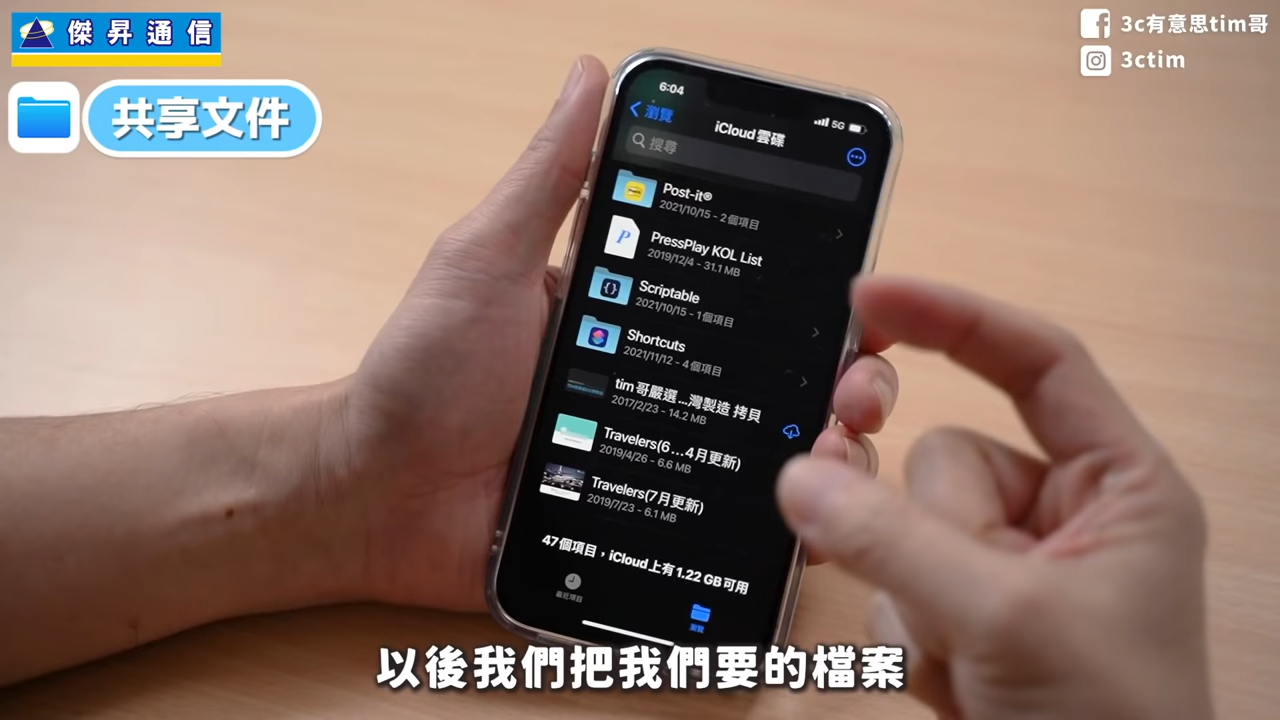 傑昇通信
共享文件
3c有意思tim哥
3ctim
6:04
5G
瀏覽
iCloud雲碟
搜尋
Post-it®
2021/10/15 - 2個項目
PressPlay KOL List
2019/12/4 - 31.1 MB
Scriptable
2021/10/15 - 1個項目
Shortcuts
2021/11/12 - 4個項目
tim哥嚴選...灣製造 拷貝
2017/2/23 - 14.2 MB
Travelers(6...4月更新)
2019/4/26 - 6.6 MB
Travelers(7月更新)
2019/7/23 - 6.1 MB
47個項目，iCloud上有1.22 GB可用
最近項目
瀏覽
以後我們把我們要的檔案